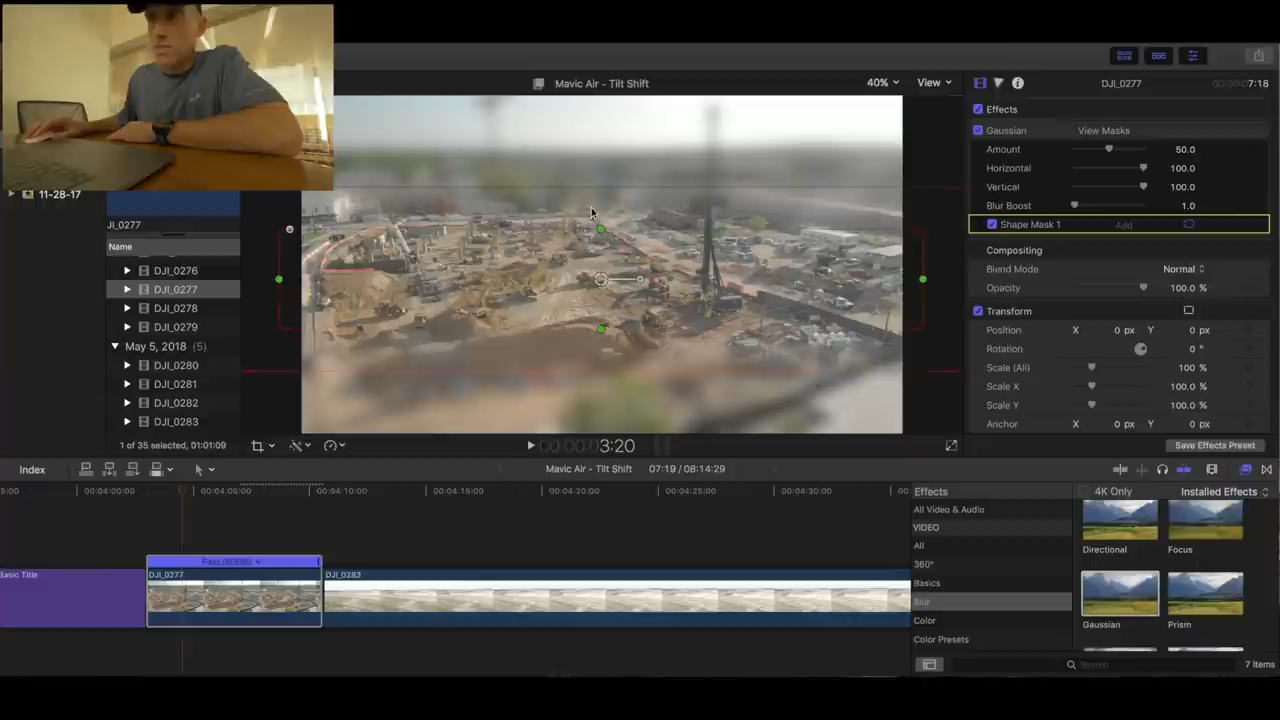 Mavic Air - Tilt Shift
40%
View
DJI_0277
7:18
Effects
Gaussian
View Masks
Amount
50.0
Horizontal
100.0
Vertical
100.0
Blur Boost
1.0
Shape Mask 1
Add
Compositing
Blend Mode
Normal
Opacity
100.0 %
Transform
Position
X
0 px
Y
0 px
Rotation
0 °
Scale (All)
100 %
Scale X
100.0 %
Scale Y
100.0 %
Anchor
X
0 px
Y
0 px
Save Effects Preset
11-28-17
JI_0277
Name
DJI_0276
DJI_0277
DJI_0278
DJI_0279
May 5, 2018 (5)
DJI_0280
DJI_0281
DJI_0282
DJI_0283
1 of 35 selected, 01:01:09
3:20
Index
Mavic Air - Tilt Shift
07:19 / 08:14:29
5:00
00:04:00:00
00:04:05:00
00:04:10:00
00:04:15:00
00:04:20:00
00:04:25:00
00:04:30:00
00:
Basic Title
DJI_0277
DJI_0283
Effects
4K Only
Installed Effects
All Video & Audio
VIDEO
All
360°
Basics
Blur
Color
Color Presets
Directional
Focus
Gaussian
Prism
Search
7 items